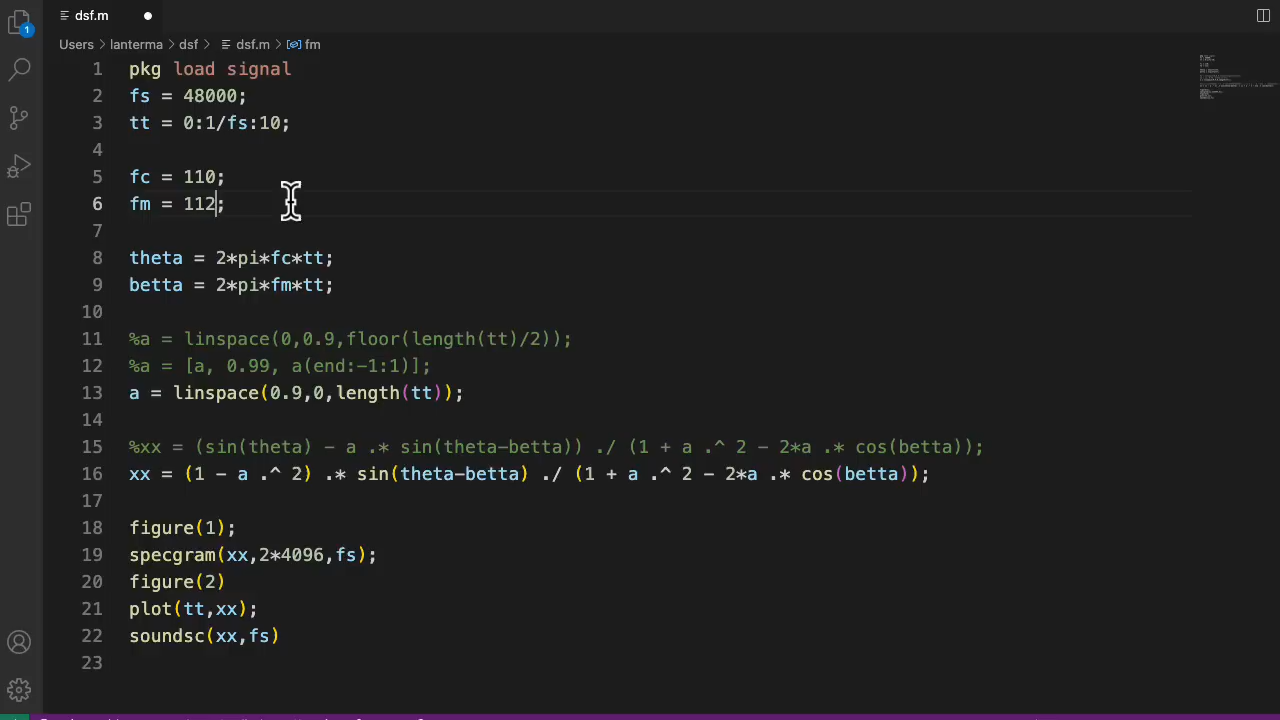 dsf.m
1
Users > lanterma > dsf > dsf.m > fm
1 pkg load signal
2 fs = 48000;
3 tt = 0:1/fs:10;
4
5 fc = 110;
6 fm = 112;
7
8 theta = 2*pi*fc*tt;
9 betta = 2*pi*fm*tt;
10
11 %a = linspace(0,0.9,floor(length(tt)/2));
12 %a = [a, 0.99, a(end:-1:1)];
13 a = linspace(0.9,0,length(tt));
14
15 %xx = (sin(theta) - a .* sin(theta-betta)) ./ (1 + a .^ 2 - 2*a .* cos(betta));
16 xx = (1 - a .^ 2) .* sin(theta-betta) ./ (1 + a .^ 2 - 2*a .* cos(betta));
17
18 figure(1);
19 specgram(xx,2*4096,fs);
20 figure(2)
21 plot(tt,xx);
22 soundsc(xx,fs)
23